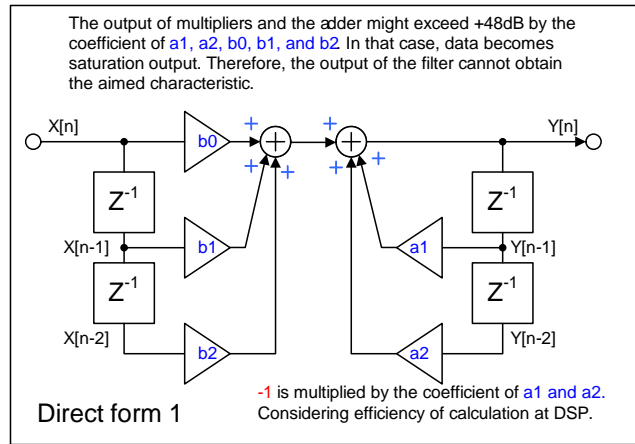 The output of multipliers and the adder might exceed +48dB by the
coefficient of a1, a2, b0, b1, and b2. In that case, data becomes
saturation output. Therefore, the output of the filter cannot obtain
the aimed characteristic.
X[n]
Y[n]
b0
+ + + +
+ + + +
Z-1
Z-1
X[n-1]
b1
a1
Y[n-1]
Z-1
Z-1
X[n-2]
b2
a2
Y[n-2]
-1 is multiplied by the coefficient of a1 and a2.
Considering efficiency of calculation at DSP.
Direct form 1